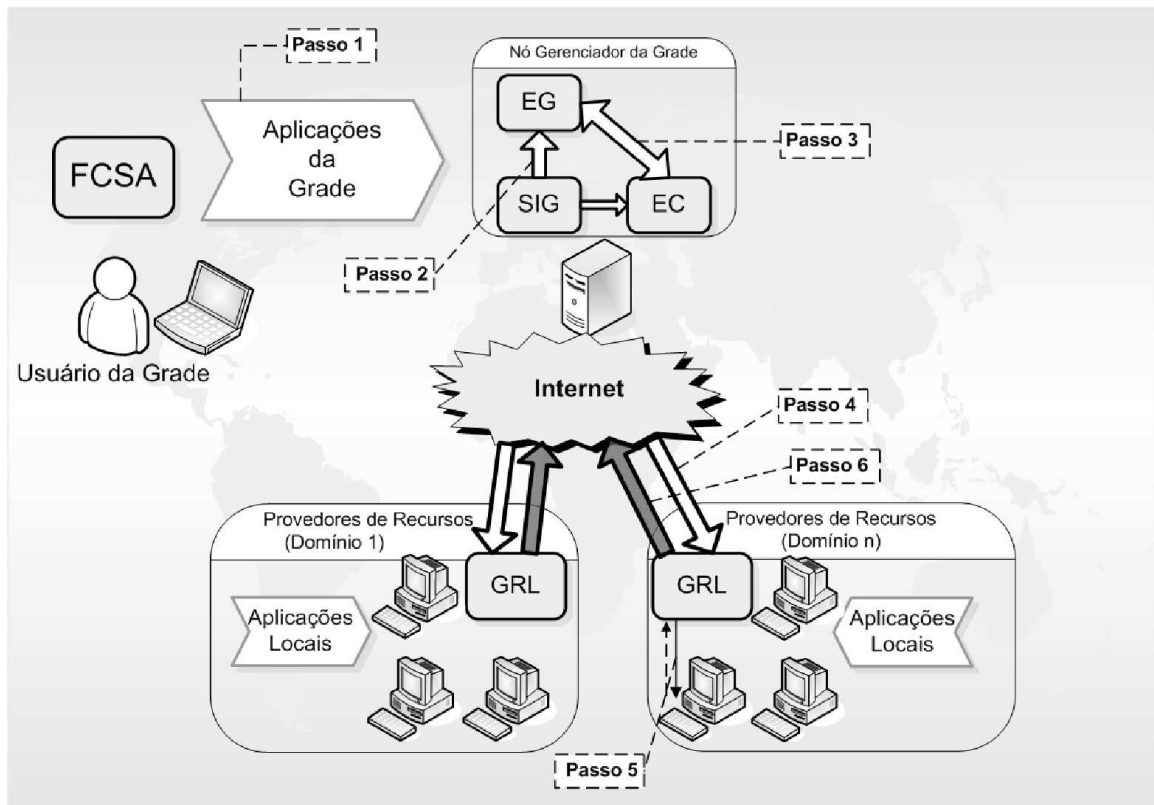 Passo 1
Nó Gerenciador da Grade
EG
Aplicações
da
Grade
Passo 3
FCSA
SIG
EC
Passo 2
Usuário da Grade
Internet
Passo 4
Passo 6
Provedores de Recursos
(Domínio 1)
Provedores de Recursos
(Domínio n)
GRL
GRL
Aplicações
Locais
Aplicações
Locais
Passo 5